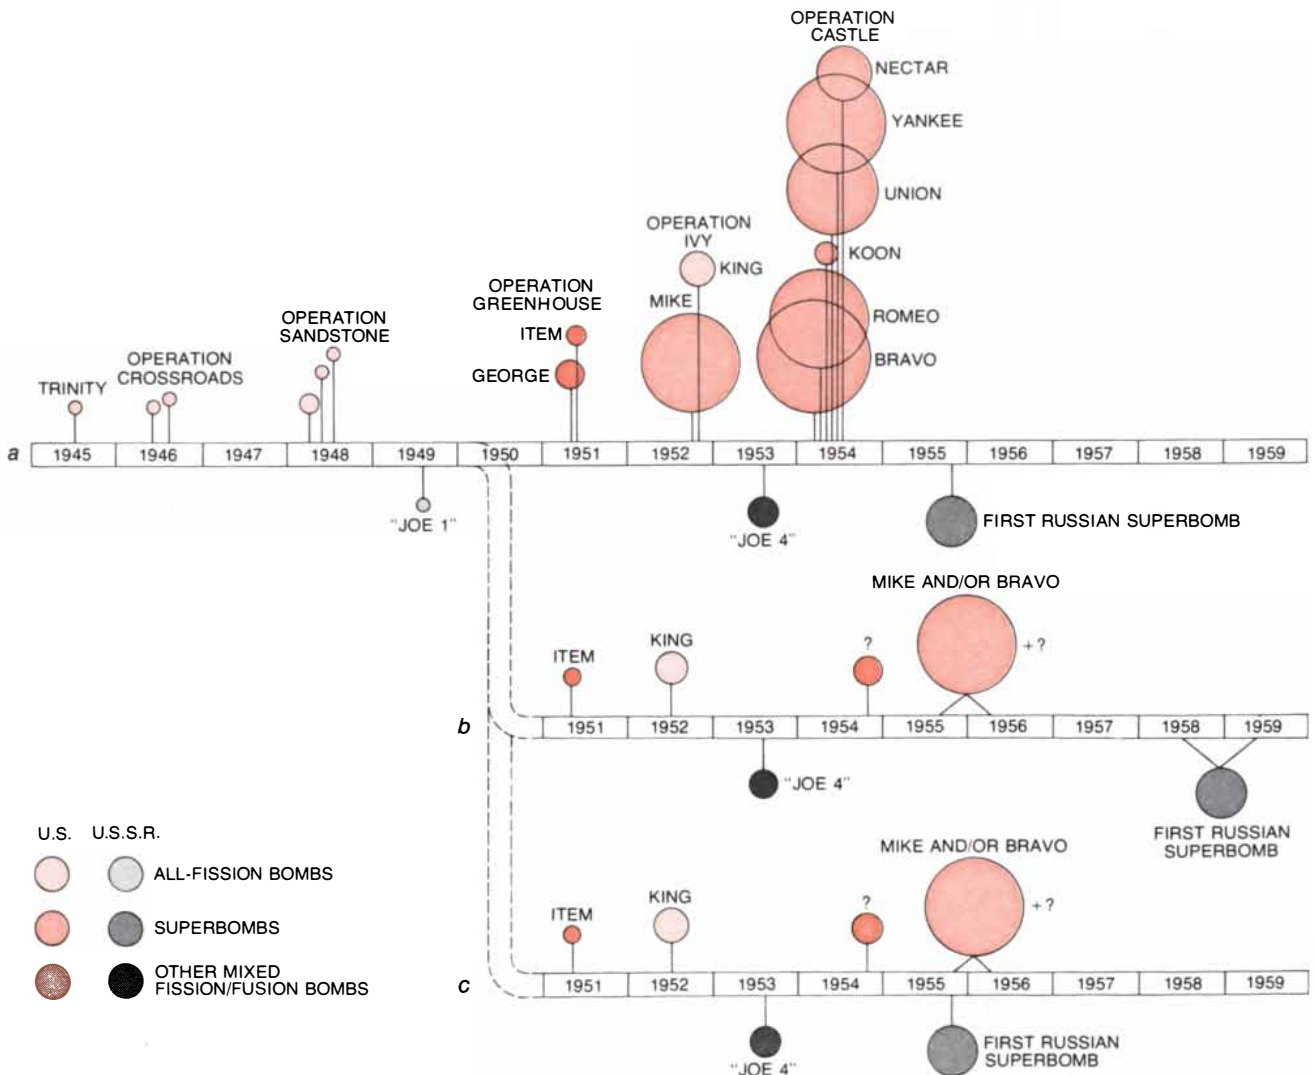 OPERATION
CASTLE
NECTAR
YANKEE
UNION
OPERATION
IVY
KING
KOON
OPERATION
GREENHOUSE
MIKE
ITEM
ROMEO
GEORGE
BRAVO
OPERATION
SANDSTONE
OPERATION
CROSSROADS
TRINITY
a 1945 1946 1947 1948 1949 1950 1951 1952 1953 1954 1955 1956 1957 1958 1959
"JOE 1"
"JOE 4"
FIRST RUSSIAN SUPERBOMB
MIKE AND/OR BRAVO
ITEM
KING
?
+ ?
b 1951 1952 1953 1954 1955 1956 1957 1958 1959
"JOE 4"
FIRST RUSSIAN
SUPERBOMB
U.S. U.S.S.R.
ALL-FISSION BOMBS
SUPERBOMBS
OTHER MIXED
FISSION/FUSION BOMBS
MIKE AND/OR BRAVO
ITEM
KING
?
+ ?
c 1951 1952 1953 1954 1955 1956 1957 1958 1959
"JOE 4"
FIRST RUSSIAN
SUPERBOMB